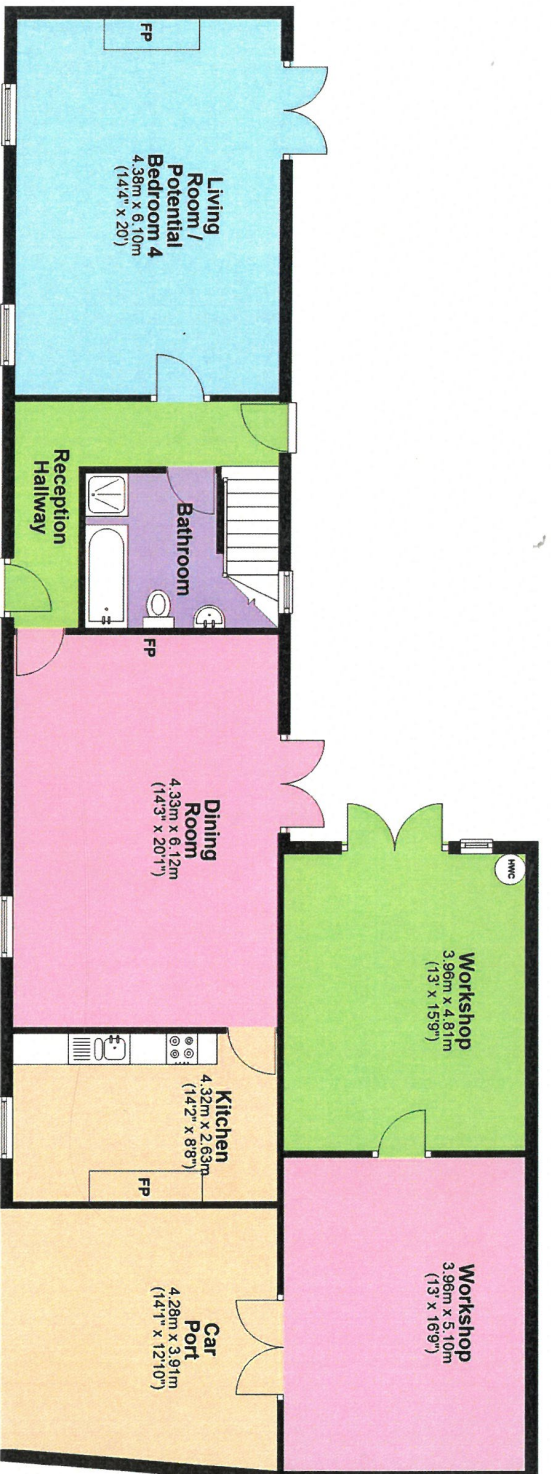 FP
Living
Room /
Potential
Bedroom 4
4.38m x 6.10m
(14'4" x 20')
Reception
Hallway
Bathroom
FP
Dining
Room
4.33m x 6.12m
(14'3" x 20'1")
HWC
Workshop
3.96m x 4.81m
(13' x 15'9")
Kitchen
4.32m x 2.63m
(14'2" x 8'8")
FP
Workshop
3.96m x 5.10m
(13' x 16'9")
Car
Port
4.28m x 3.91m
(14'1" x 12'10")